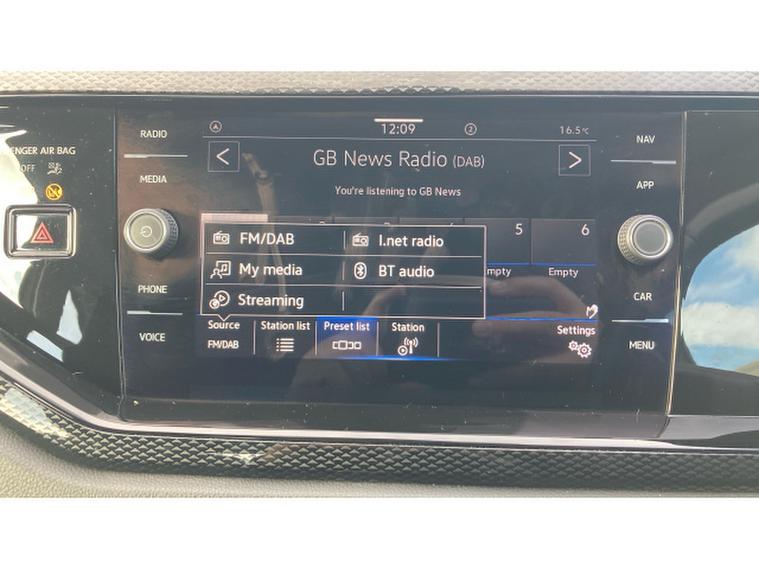 RADIO
12:09
2
16.5°C
NAV
ENGER AIR BAG
OFF
<
GB News Radio (DAB)
>
MEDIA
You're listening to GB News
APP
5
6
FM/DAB
I.net radio
My media
BT audio
mpty
Empty
Streaming
PHONE
CAR
Source
Station list
Preset list
Station
Settings
FM/DAB
VOICE
MENU